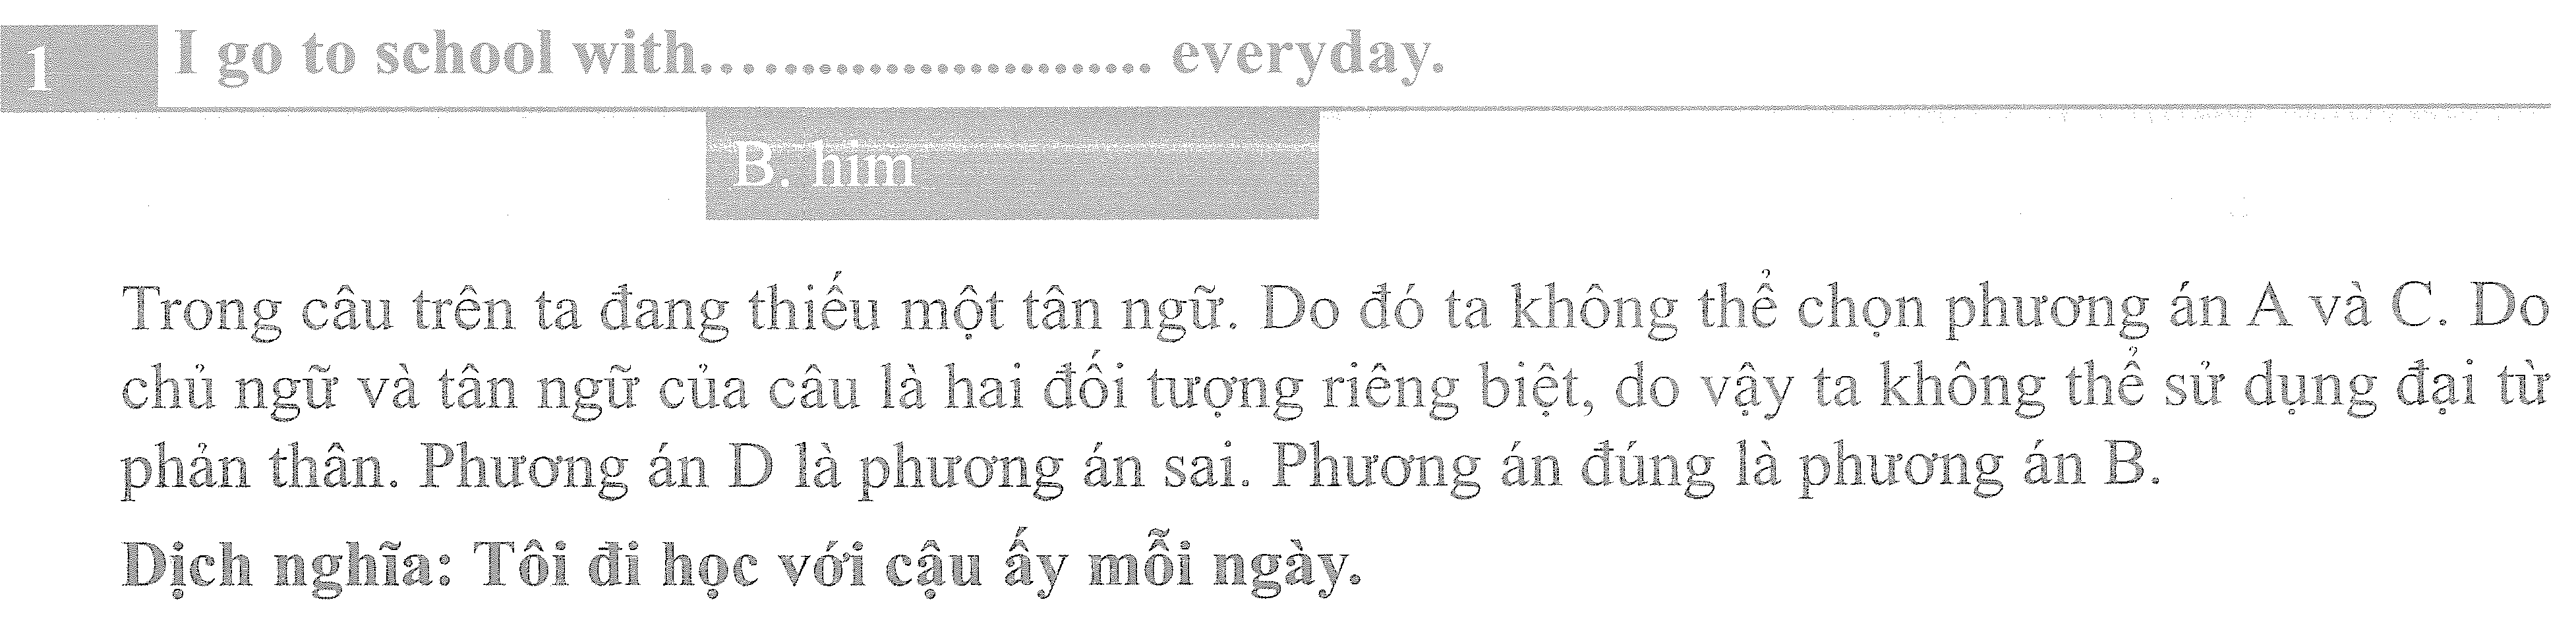 1 I go to school with........................... everyday.
B. him
Trong câu trên ta đang thiếu một tân ngữ. Do đó ta không thể chọn phương án A và C. Do
chủ ngữ và tân ngữ của câu là hai đối tượng riêng biệt, do vậy ta không thể sử dụng đại từ
phản thân. Phương án D là phương án sai. Phương án đúng là phương án B.
Dịch nghĩa: Tôi đi học với cậu ấy mỗi ngày.